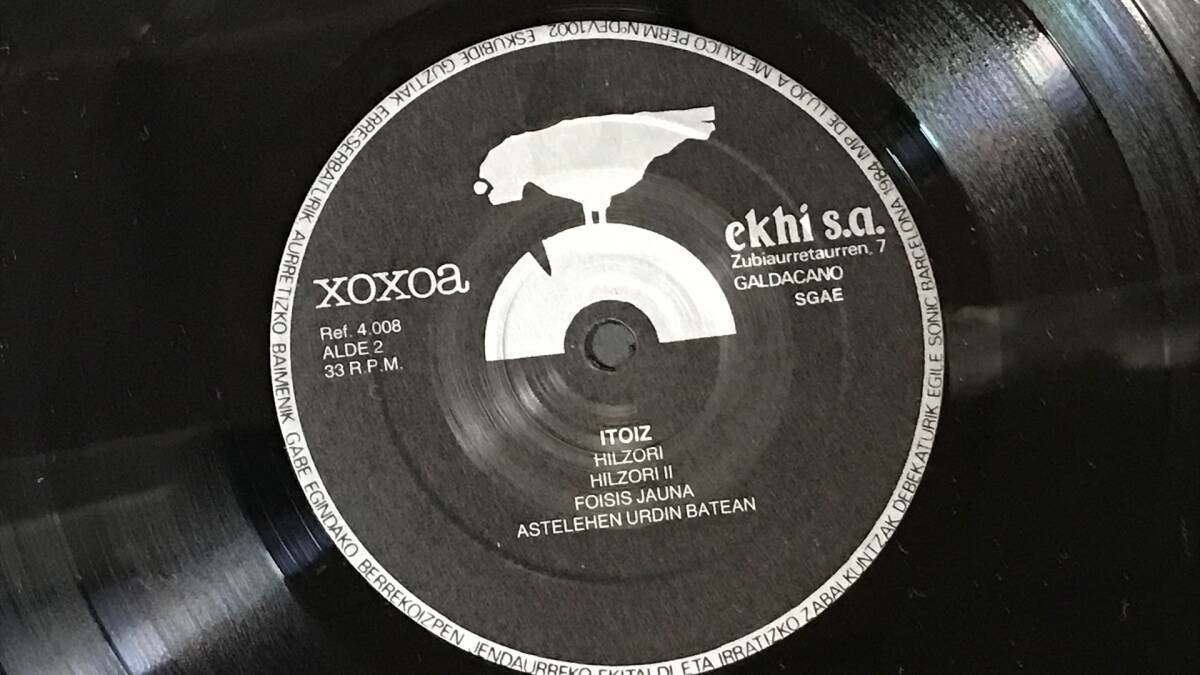 xoxoa
Ref. 4.008
ALDE 2
33 R.P.M.
ekhi s.a.
Zubiaurretaurren, 7
GALDACANO
SGAE
ITOIZ
HILZORI
HILZORI II
FOISIS JAUNA
ASTELEHEN URDIN BATEAN
ESKUBIDE GUZTIAK ERRESERBATURIK AURRETIZKO BAIMENIK GABE EGINDAKO BERREKOIZPEN JENDAURREKO EKITALDI ETA IRRATIZKO ZABALKUNTZAK DEBEKATURIK EGILE SONIC BARCELONA 1984 IMP DE LUJO A METALICO PERM Nº DEV1002